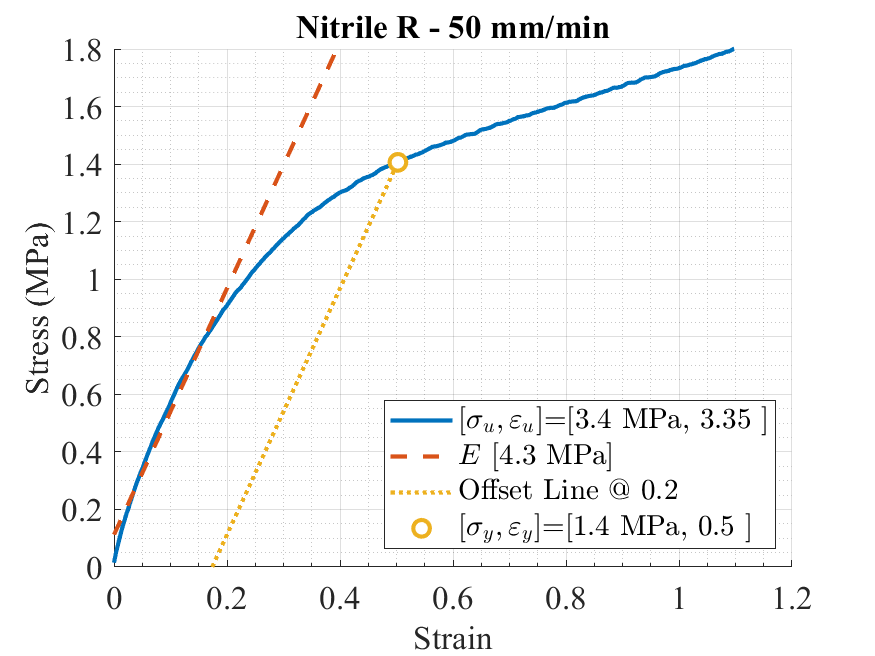 Nitrile R - 50 mm/min
Stress (MPa)
1.8
1.6
1.4
1.2
1
0.8
0.6
0.4
0.2
0
[σᵤ, εᵤ]=[3.4 MPa, 3.35 ]
E [4.3 MPa]
Offset Line @ 0.2
[σ_y, ε_y]=[1.4 MPa, 0.5 ]
0 0.2 0.4 0.6 0.8 1 1.2
Strain